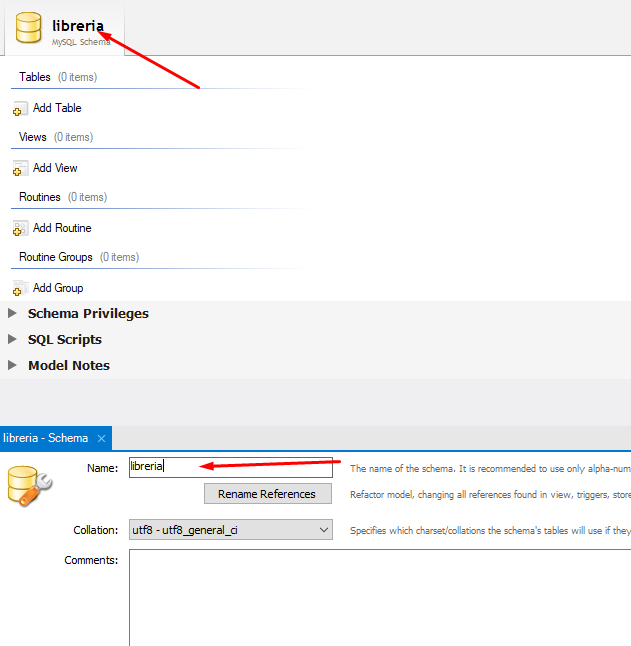 libreria
MySQL Schema
Tables (0 items)
Add Table
Views (0 items)
Add View
Routines (0 items)
Add Routine
Routine Groups (0 items)
Add Group
Schema Privileges
SQL Scripts
Model Notes
libreria - Schema
Name: libreria The name of the schema. It is recommended to use only alpha-num
Rename References Refactor model, changing all references found in view, triggers, store
Collation: utf8 - utf8_general_ci Specifies which charset/collations the schema's tables will use if they
Comments: